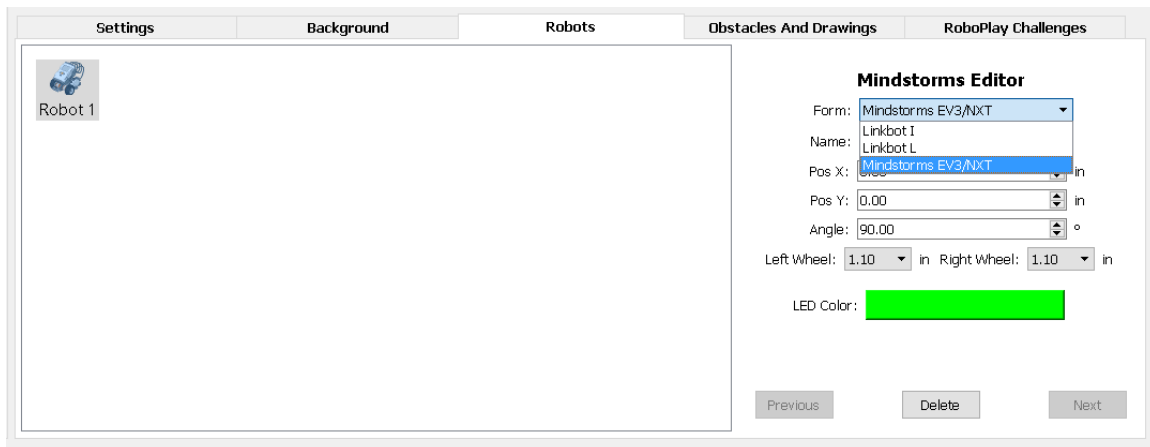 Settings Background Robots Obstacles And Drawings RoboPlay Challenges
Robot 1
Mindstorms Editor
Form: Mindstorms EV3/NXT
Linkbot I
Name:
Linkbot L
Mindstorms EV3/NXT
Pos X: in
Pos Y: 0.00 in
Angle: 90.00 °
Left Wheel: 1.10 in Right Wheel: 1.10 in
LED Color:
Previous Delete Next